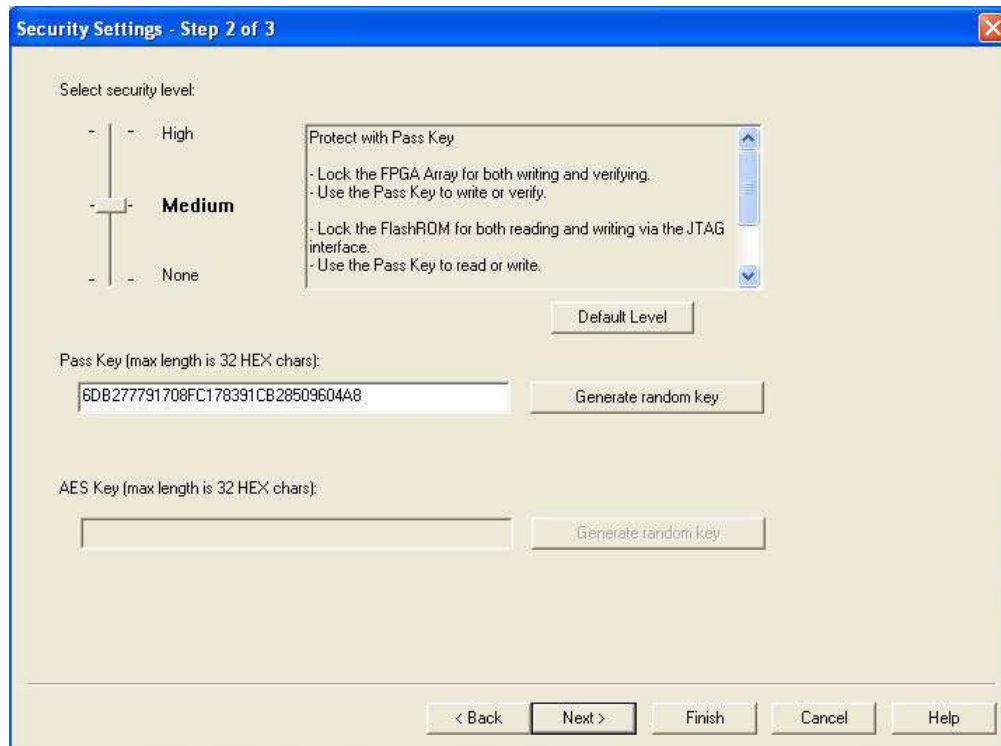 Security Settings - Step 2 of 3
Select security level:
High
Medium
None
Protect with Pass Key
- Lock the FPGA Array for both writing and verifying.
- Use the Pass Key to write or verify.
- Lock the FlashROM for both reading and writing via the JTAG
interface.
- Use the Pass Key to read or write.
Default Level
Pass Key (max length is 32 HEX chars):
6DB277791708FC178391CB28509604A8
Generate random key
AES Key (max length is 32 HEX chars):
Generate random key
< Back
Next >
Finish
Cancel
Help